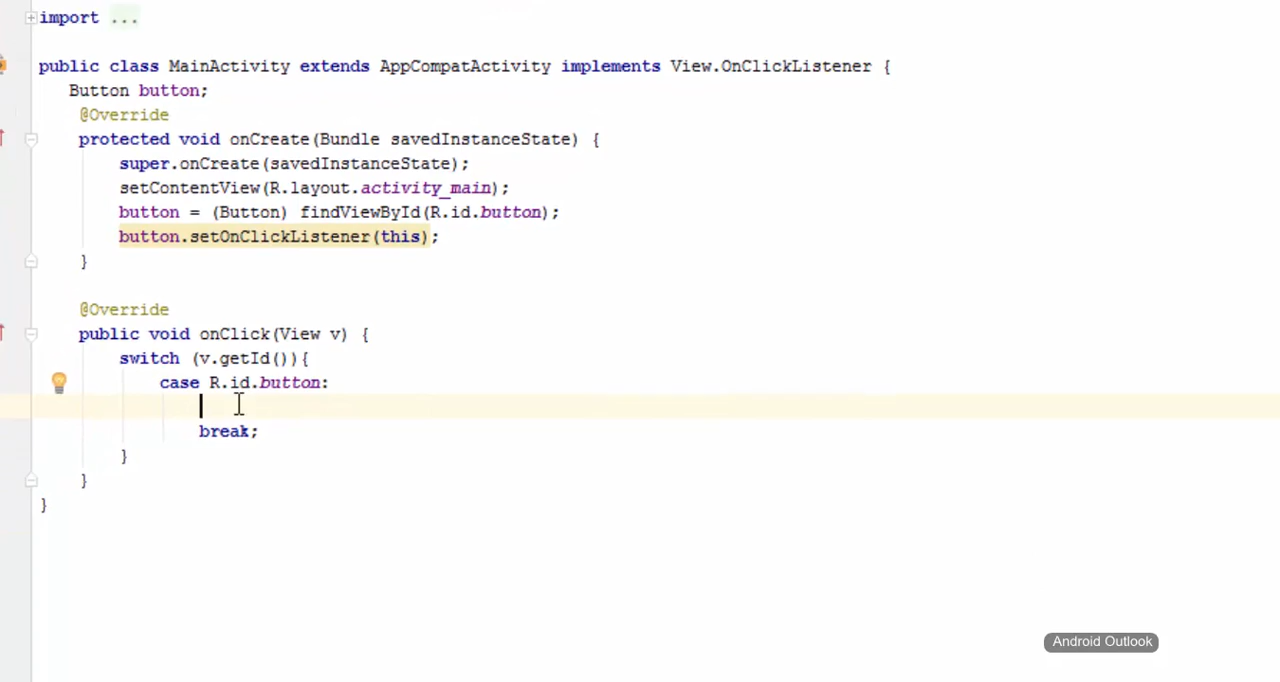 import ...
public class MainActivity extends AppCompatActivity implements View.OnClickListener {
Button button;
@Override
protected void onCreate(Bundle savedInstanceState) {
super.onCreate(savedInstanceState);
setContentView(R.layout.activity_main);
button = (Button) findViewById(R.id.button);
button.setOnClickListener(this);
}
@Override
public void onClick(View v) {
switch (v.getId()){
case R.id.button:
break;
}
}
}
Android Outlook